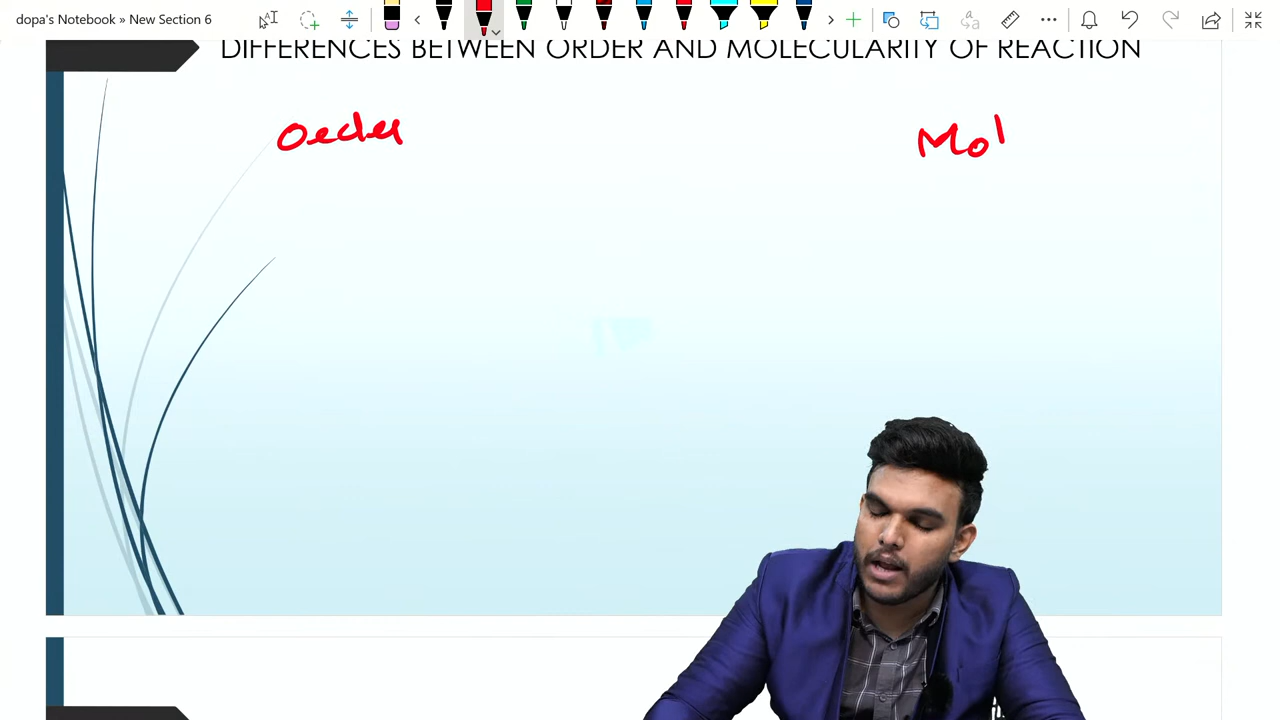 dopa's Notebook » New Section 6
DIFFERENCES BETWEEN ORDER AND MOLECULARITY OF REACTION
Order Mol